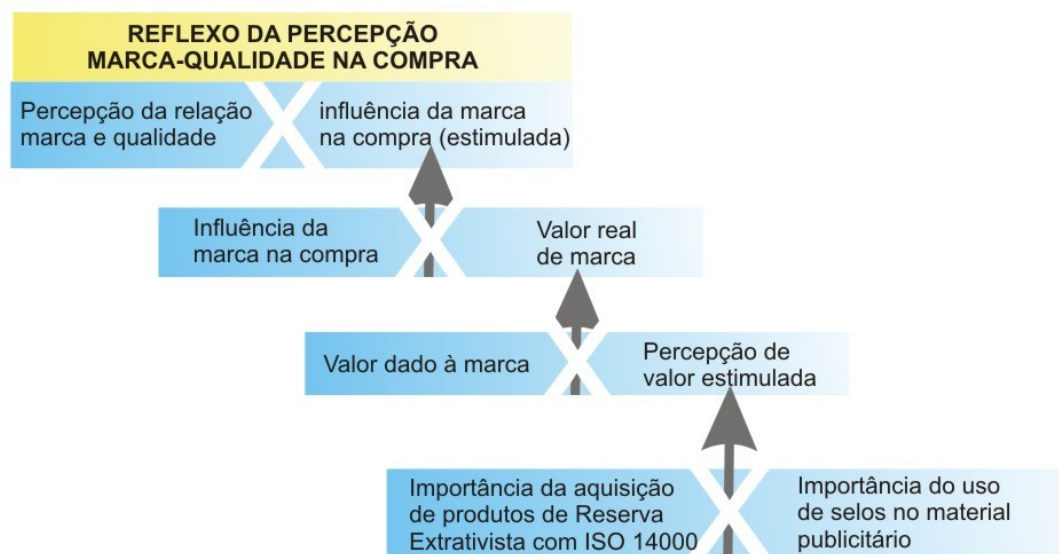 REFLEXO DA PERCEPÇÃO
MARCA-QUALIDADE NA COMPRA
Percepção da relação
marca e qualidade
influência da marca
na compra (estimulada)
Influência da
marca na compra
Valor real
de marca
Valor dado à marca
Percepção de
valor estimulada
Importância da aquisição
de produtos de Reserva
Extrativista com ISO 14000
Importância do uso
de selos no material
publicitário